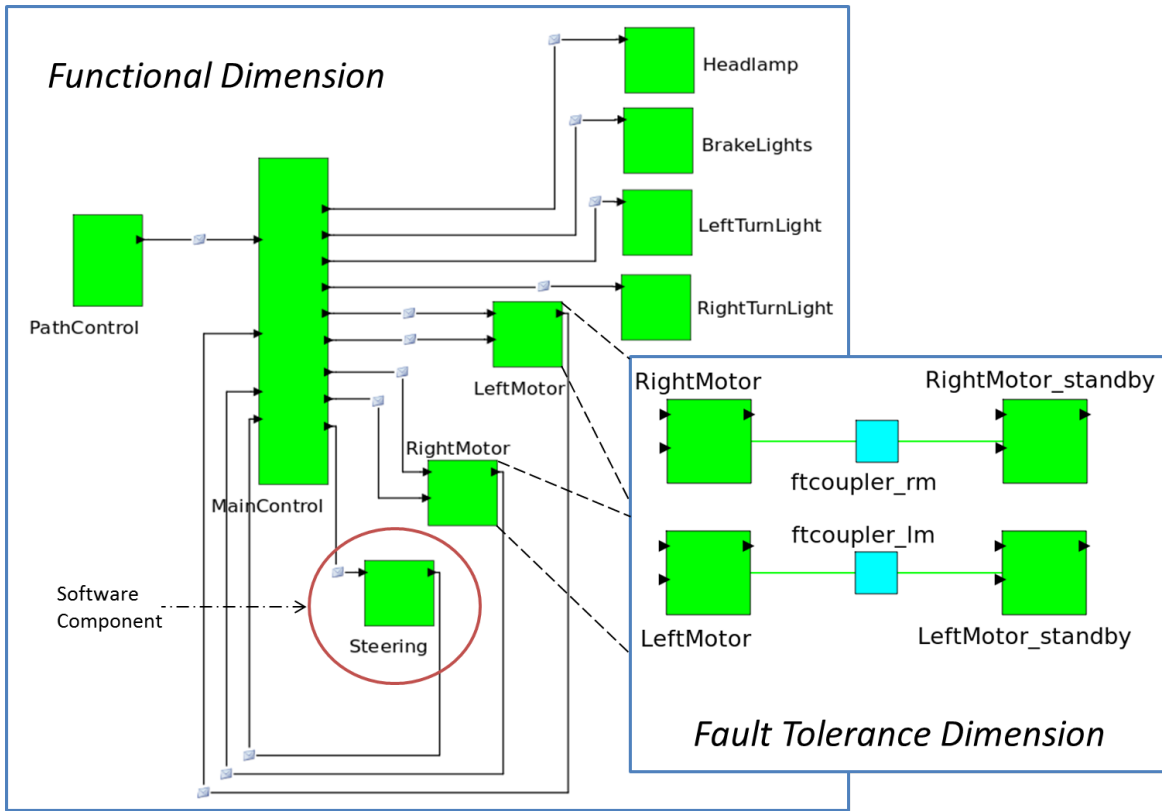 Functional Dimension
Headlamp
BrakeLights
LeftTurnLight
RightTurnLight
PathControl
LeftMotor
RightMotor
MainControl
Software
Component
Steering
RightMotor
RightMotor_standby
ftcoupler_rm
ftcoupler_lm
LeftMotor
LeftMotor_standby
Fault Tolerance Dimension